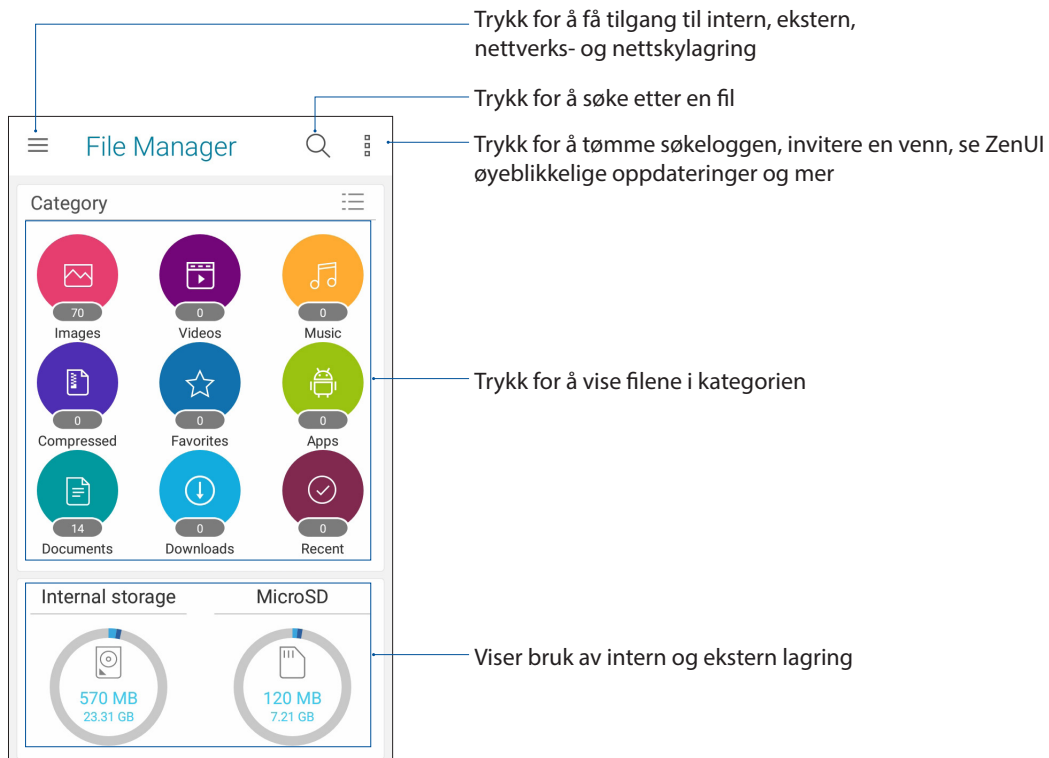 Trykk for å få tilgang til intern, ekstern,
nettverks- og nettskylagring
Trykk for å søke etter en fil
Trykk for å tømme søkeloggen, invitere en venn, se ZenUI
øyeblikkelige oppdateringer og mer
File Manager
Category
70 0 0
Images Videos Music
0 0 0
Compressed Favorites Apps
Trykk for å vise filene i kategorien
14 0 0
Documents Downloads Recent
Internal storage MicroSD
570 MB 120 MB
23.31 GB 7.21 GB
Viser bruk av intern og ekstern lagring